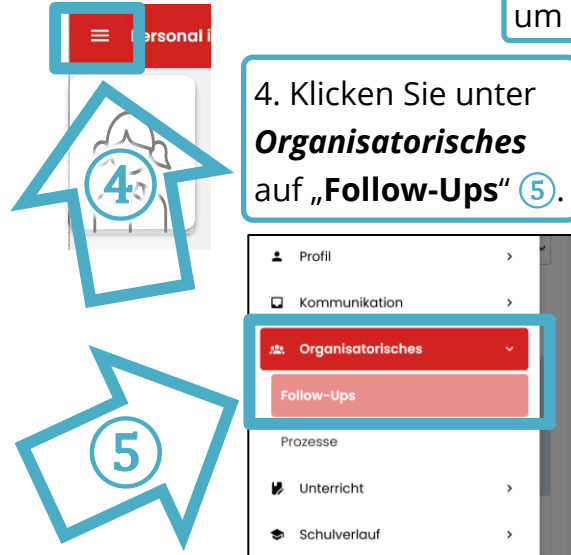 um
Personal i
4. Klicken Sie unter
Organisatorisches
auf „Follow-Ups“ ⑤.
④
Profil
Kommunikation
Organisatorisches
Follow-Ups
Prozesse
⑤
Unterricht
Schulverlauf